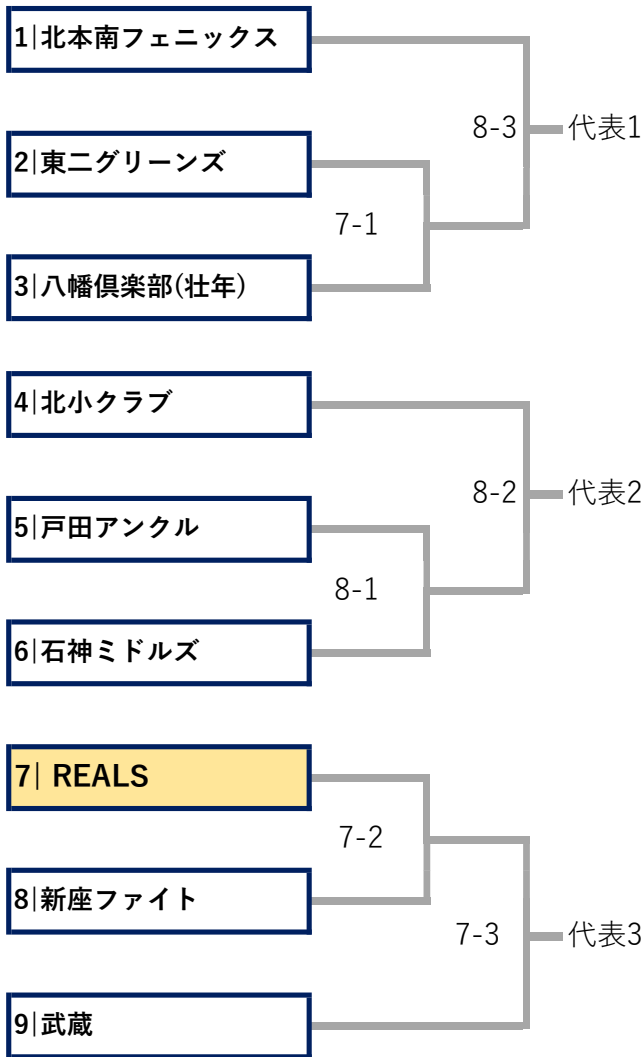 1|北本南フェニックス
8-3
代表1
2|東二グリーンズ
7-1
3|八幡倶楽部(壮年)
4|北小クラブ
8-2
代表2
5|戸田アンクル
8-1
6|石神ミドルズ
7| REALS
7-2
8|新座ファイト
7-3
代表3
9|武蔵